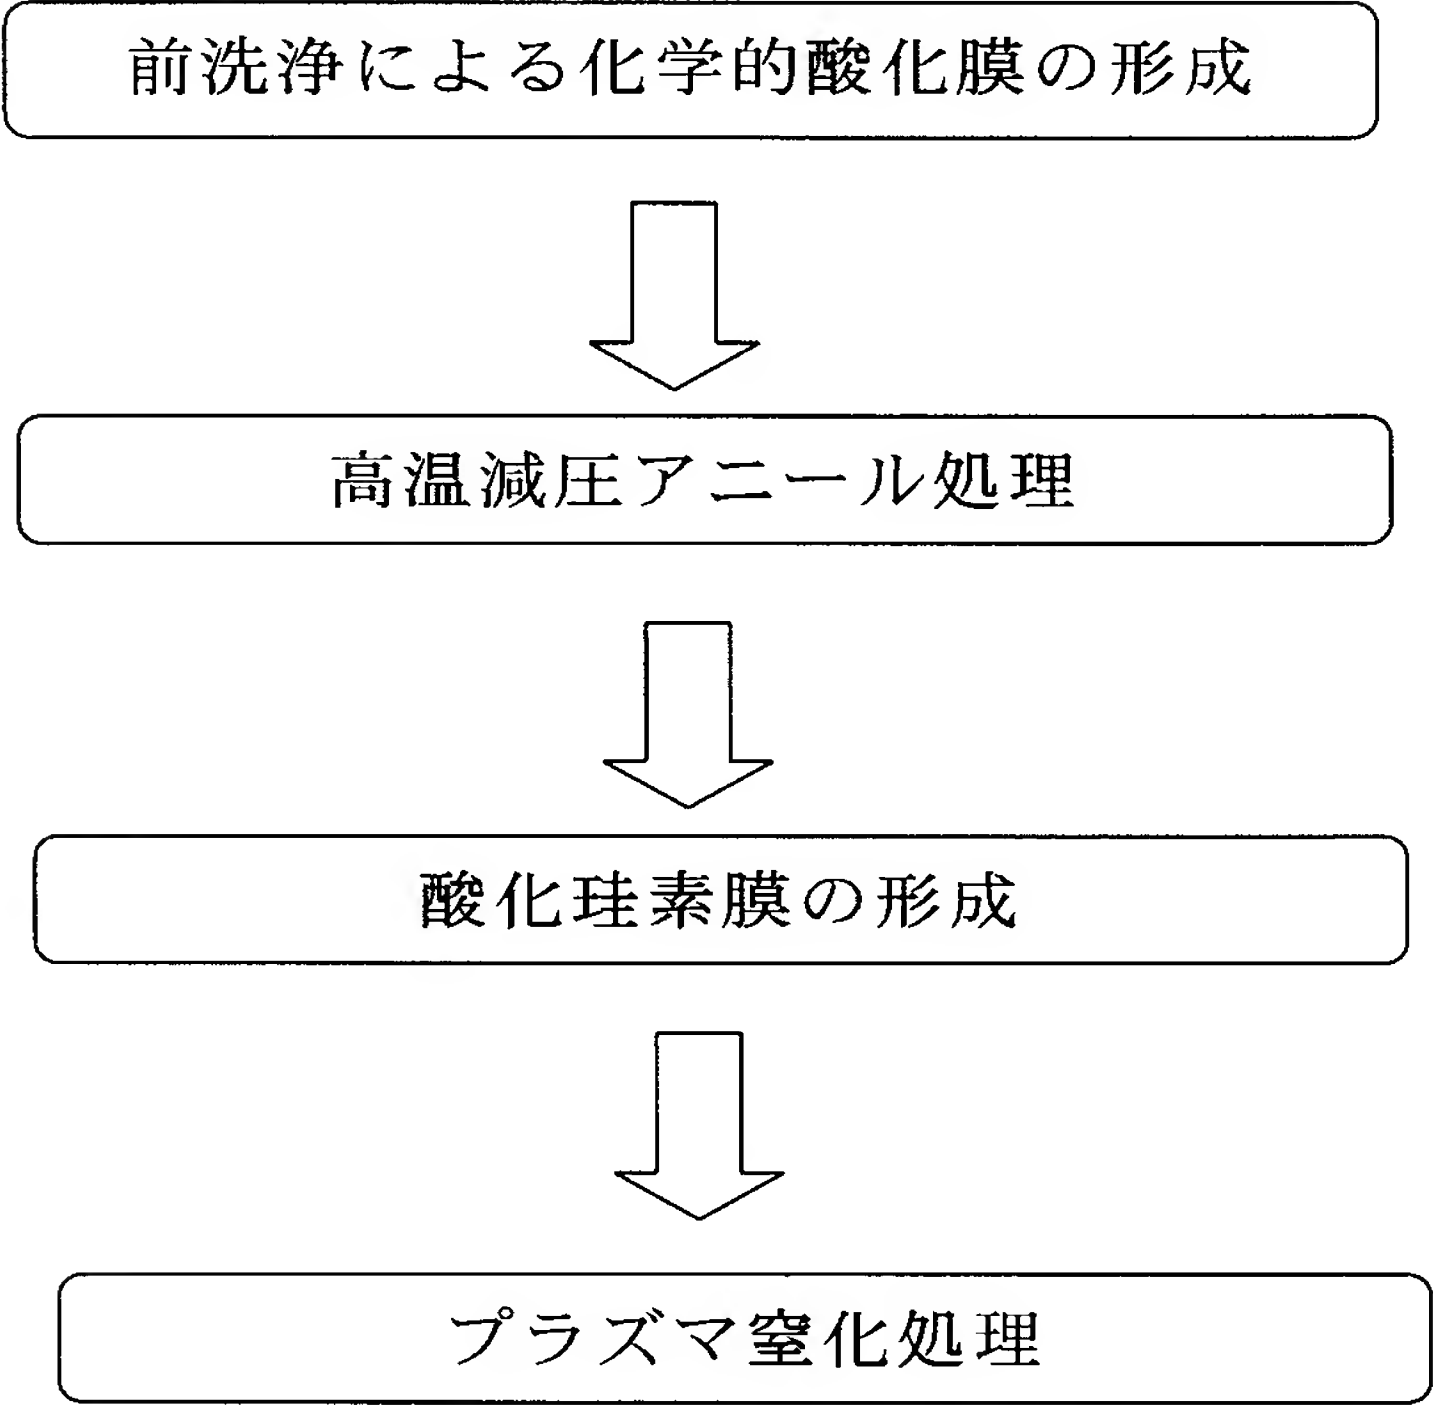 前洗浄による化学的酸化膜の形成
高温減圧アニール処理
酸化珪素膜の形成
プラズマ窒化処理